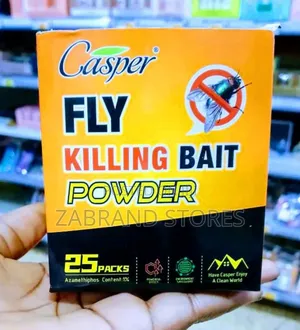 Casper®
FLY
KILLING BAIT
POWDER
ZABRAND STORES
25 PACKS
Azamethiphos Content 1%
Have Casper Enjoy
A Clean World